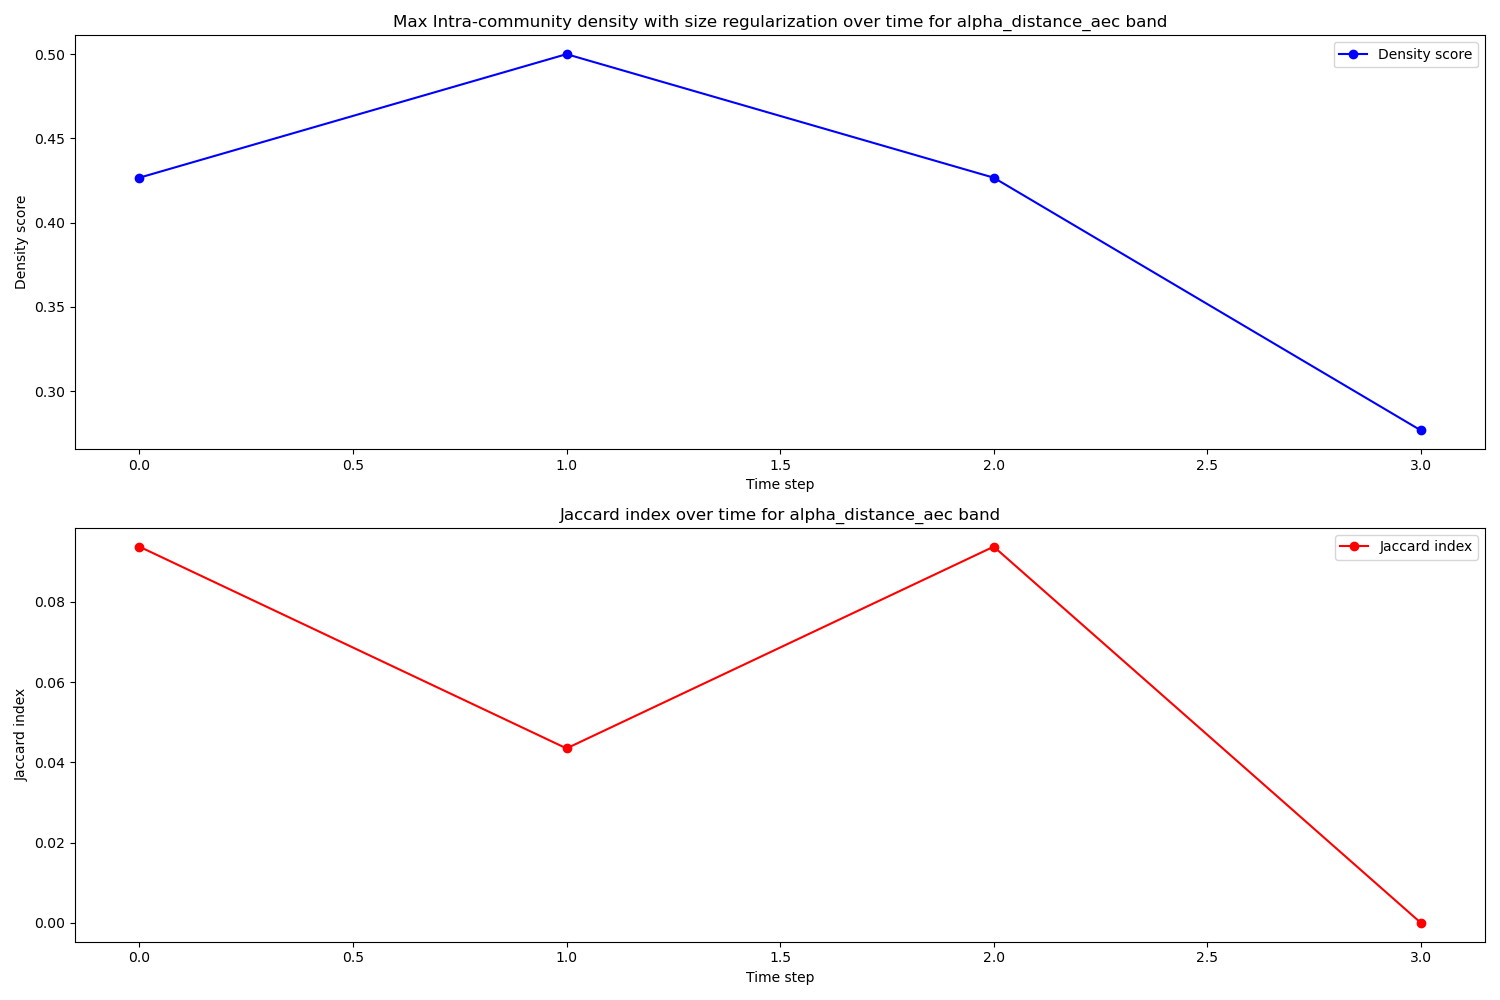 Max Intra-community density with size regularization over time for alpha_distance_aec band
Density score
0.50
0.45
0.40
0.35
0.30
Density score
0.0 0.5 1.0 1.5 2.0 2.5 3.0
Time step
Jaccard index over time for alpha_distance_aec band
Jaccard index
0.08
0.06
0.04
0.02
0.00
Jaccard index
0.0 0.5 1.0 1.5 2.0 2.5 3.0
Time step